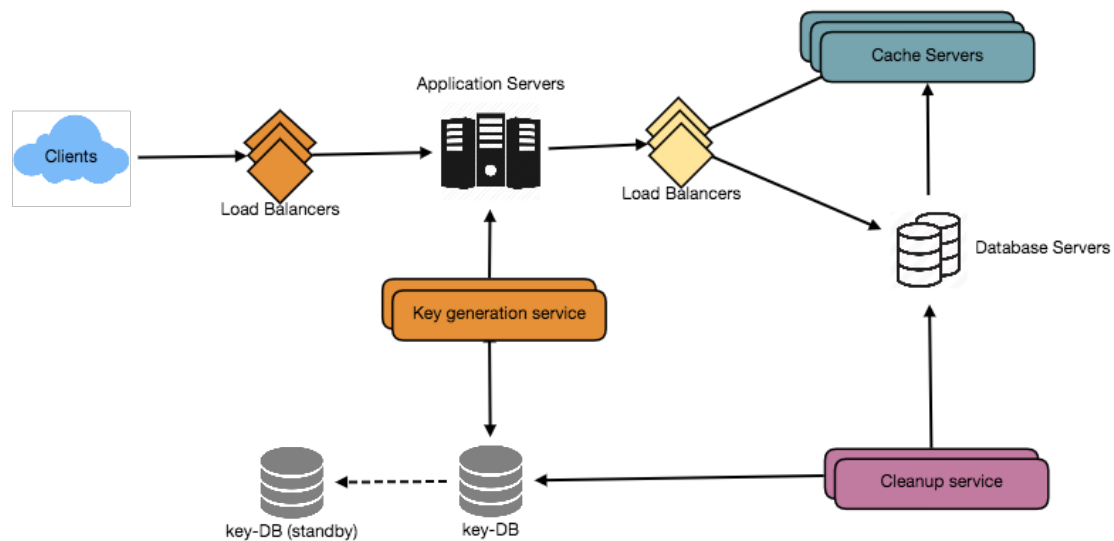 Cache Servers
Application Servers
Clients
Load Balancers
Load Balancers
Database Servers
Key generation service
Cleanup service
key-DB (standby)
key-DB